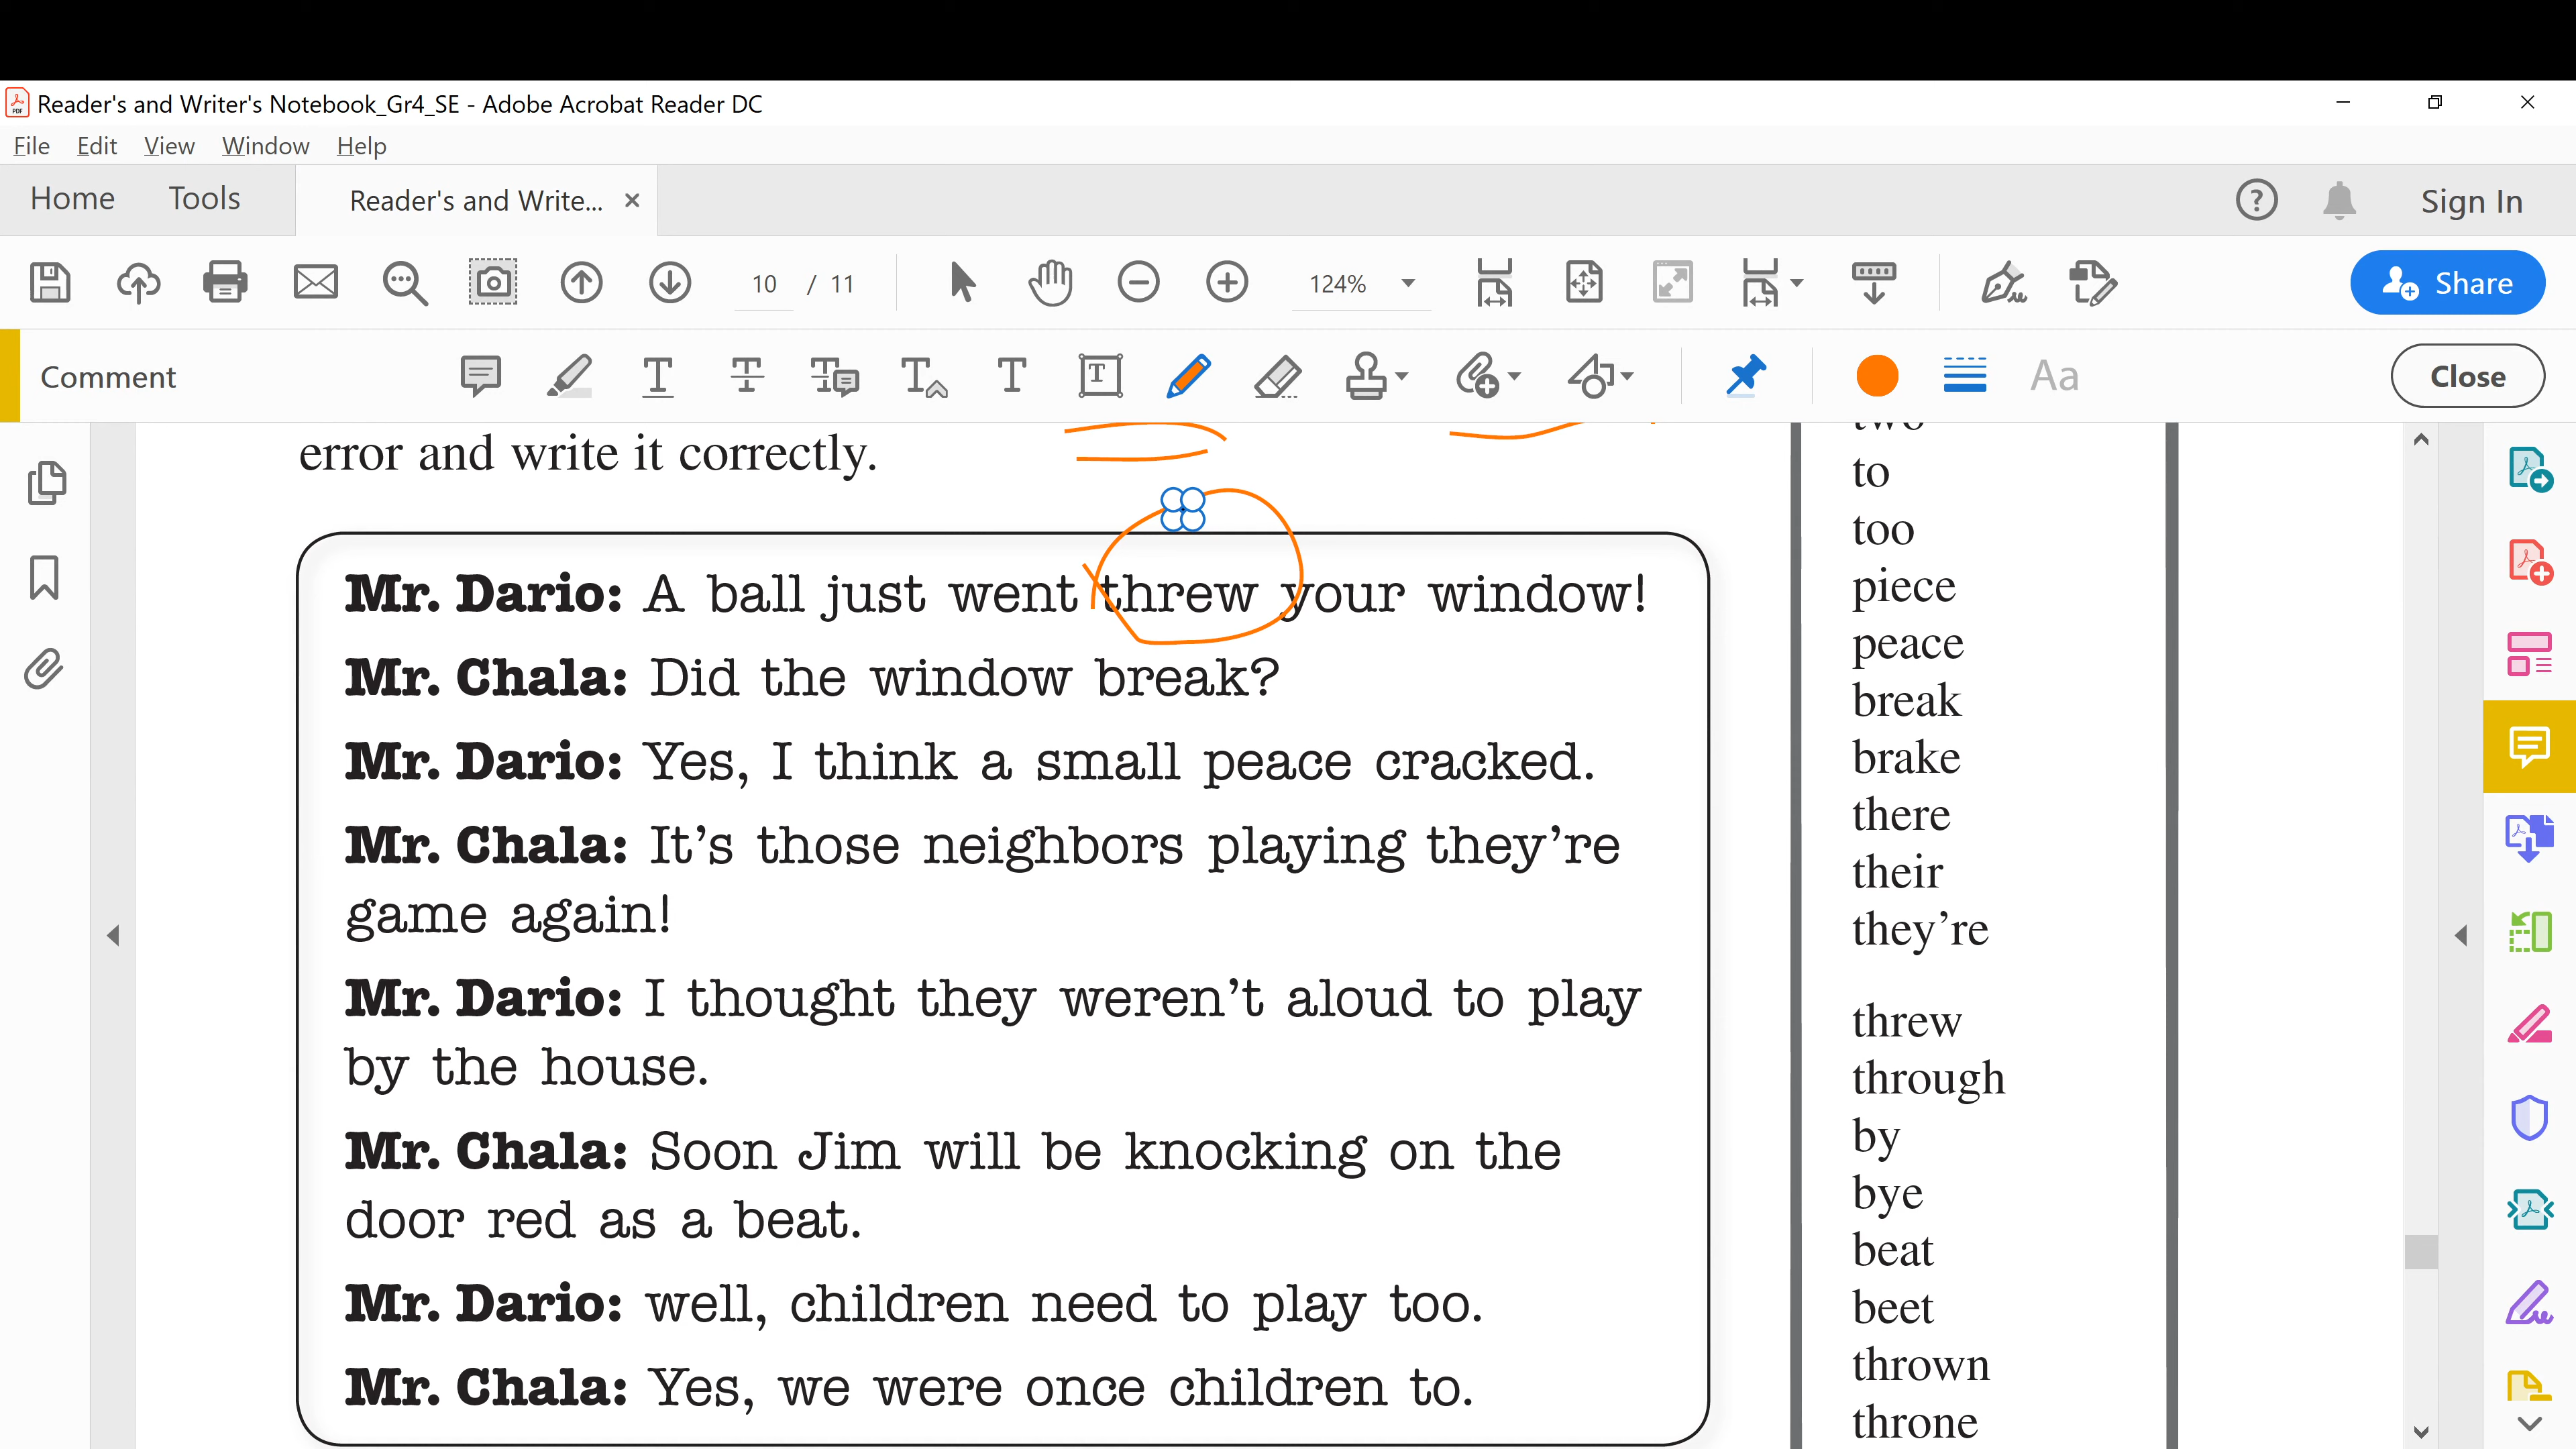 Reader's and Writer's Notebook_Gr4_SE - Adobe Acrobat Reader DC
File Edit View Window Help
Home Tools Reader's and Write... Sign In
10 / 11 124% Share
Comment Aa Close
error and write it correctly.
Mr. Dario: A ball just went threw your window!
Mr. Chala: Did the window break?
Mr. Dario: Yes, I think a small peace cracked.
Mr. Chala: It's those neighbors playing they're
game again!
Mr. Dario: I thought they weren't aloud to play
by the house.
Mr. Chala: Soon Jim will be knocking on the
door red as a beat.
Mr. Dario: well, children need to play too.
Mr. Chala: Yes, we were once children to.
two
to
too
piece
peace
break
brake
there
their
they're
threw
through
by
bye
beat
beet
thrown
throne